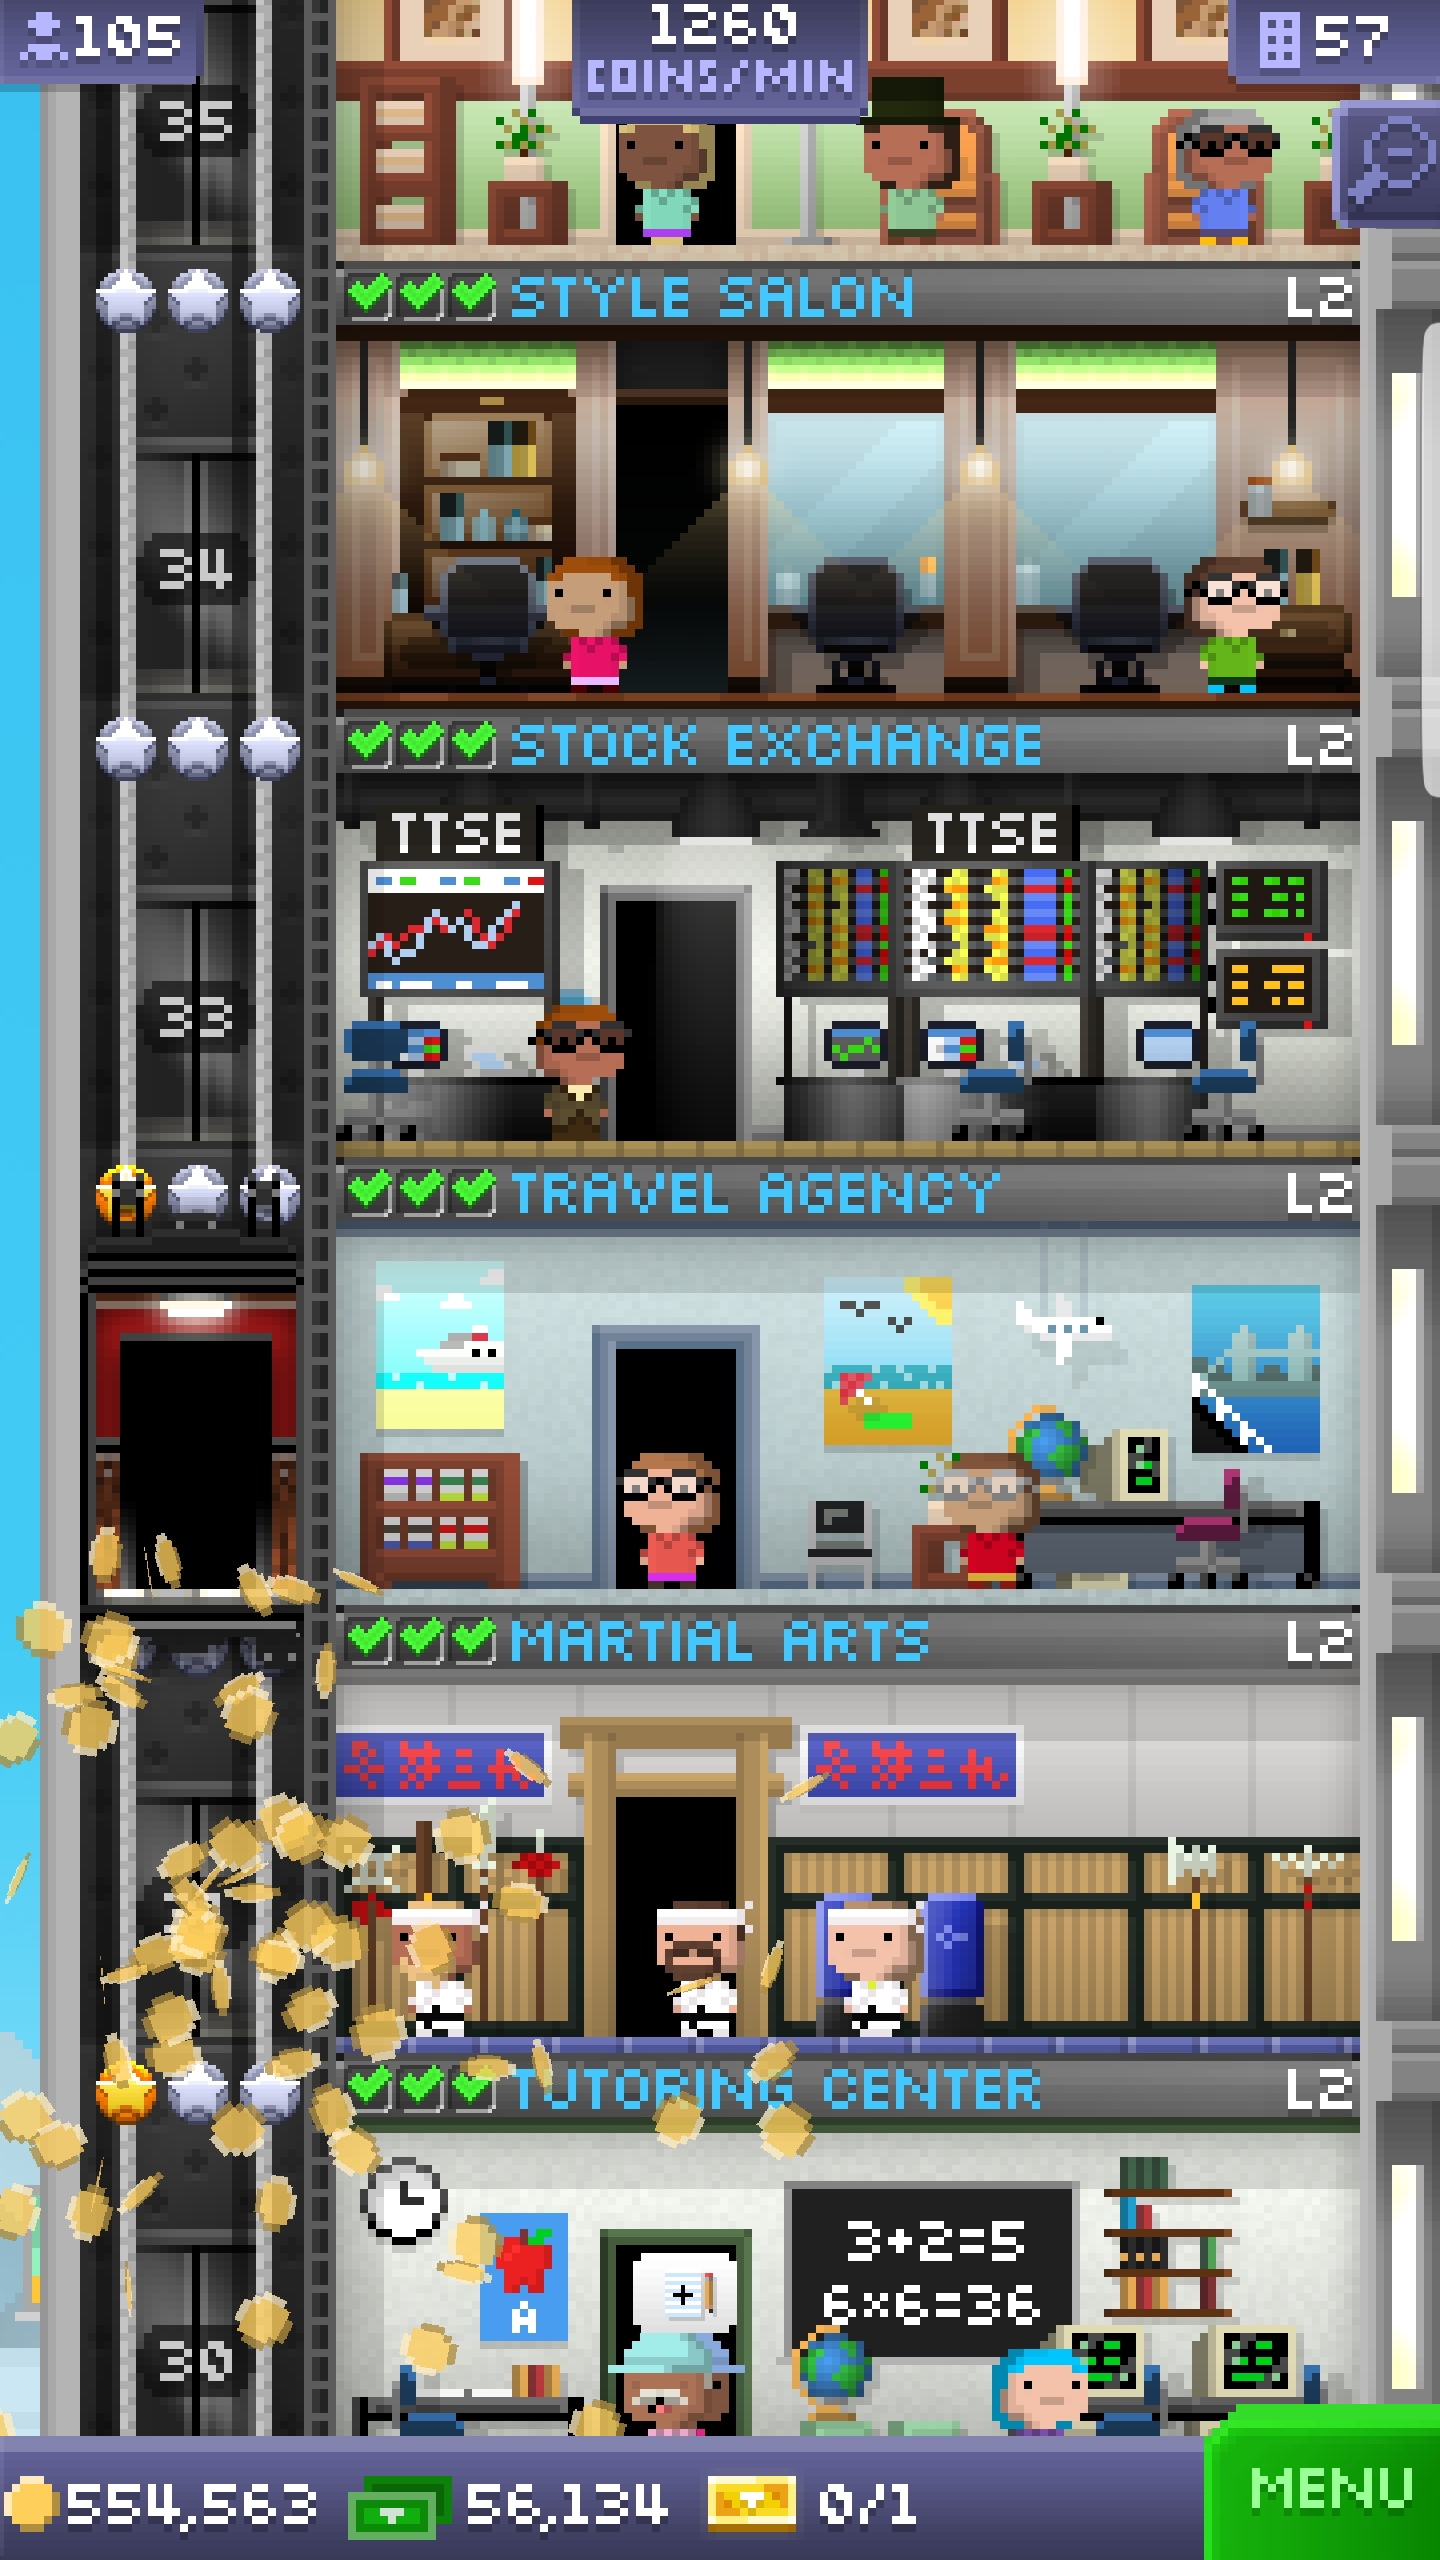 105
1260
COINS/MIN
57
35
STYLE SALON
L2
34
STOCK EXCHANGE
L2
TTSE
TTSE
33
TRAVEL AGENCY
L2
MARTIAL ARTS
L2
TUTORING CENTER
L2
3+2=5
6×6=36
A
30
554,563
56,134
0/1
MENU